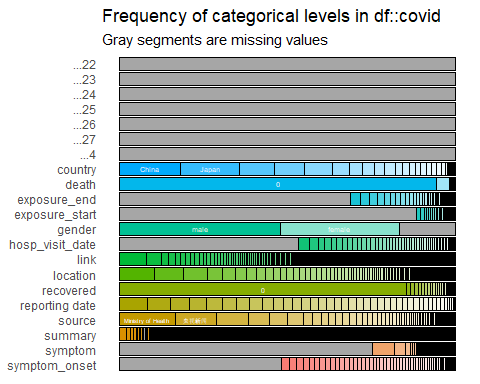 Frequency of categorical levels in df::covid
Gray segments are missing values
...22
...23
...24
...25
...26
...27
...4
country
China
Japan
death
0
exposure_end
exposure_start
gender
male
female
hosp_visit_date
link
location
recovered
0
reporting date
source
Ministry of Health
summary
symptom
symptom_onset